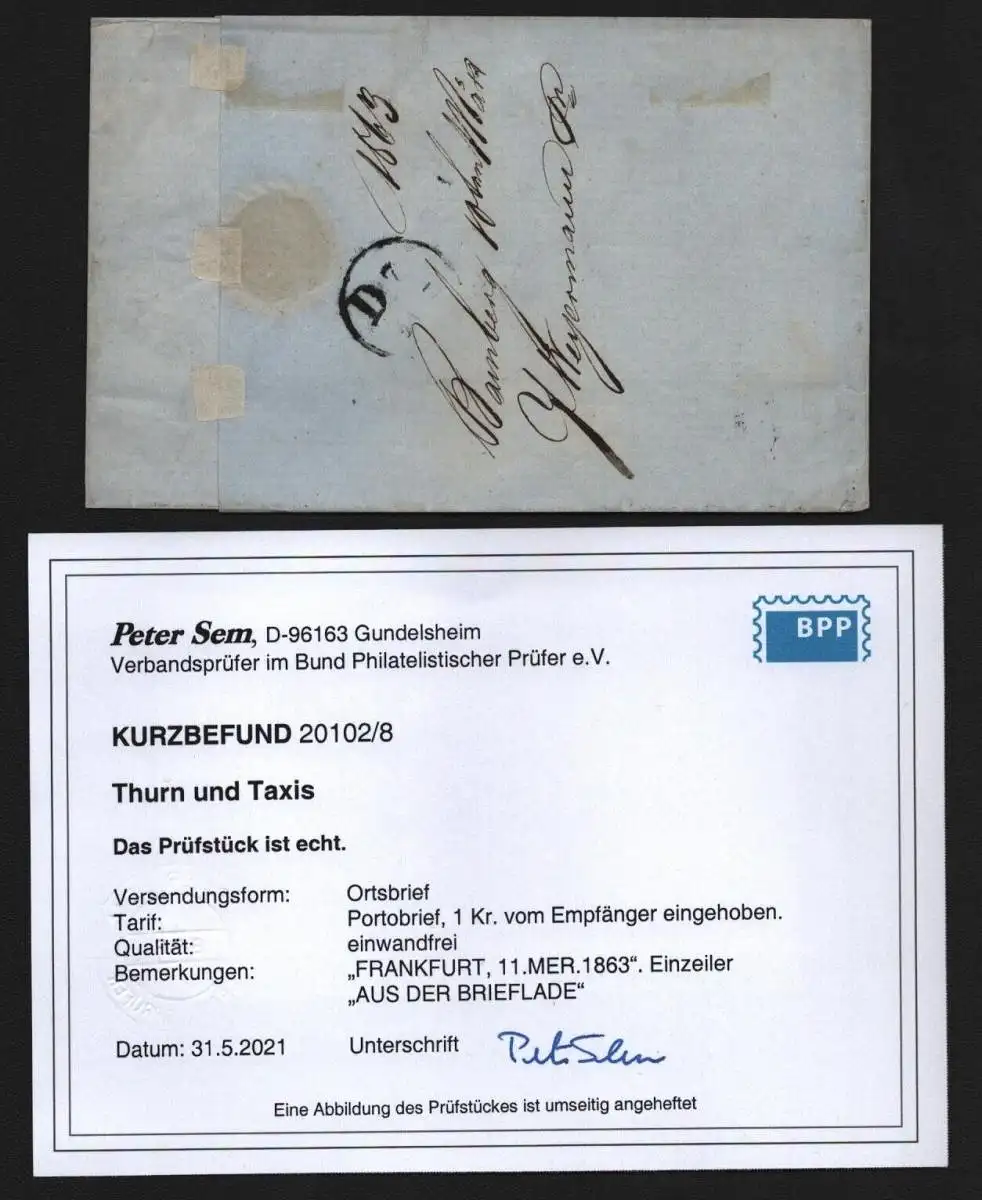 1863
Bamberg 10ten März
D
BPP
Peter Sem, D-96163 Gundelsheim
Verbandsprüfer im Bund Philatelistischer Prüfer e.V.
KURZBEFUND 20102/8
Thurn und Taxis
Das Prüfstück ist echt.
Versendungsform: Ortsbrief
Tarif: Portobrief, 1 Kr. vom Empfänger eingehoben.
Qualität: einwandfrei
Bemerkungen: „FRANKFURT, 11.MER.1863“. Einzeiler
„AUS DER BRIEFLADE“
Datum: 31.5.2021 Unterschrift
Eine Abbildung des Prüfstückes ist umseitig angeheftet